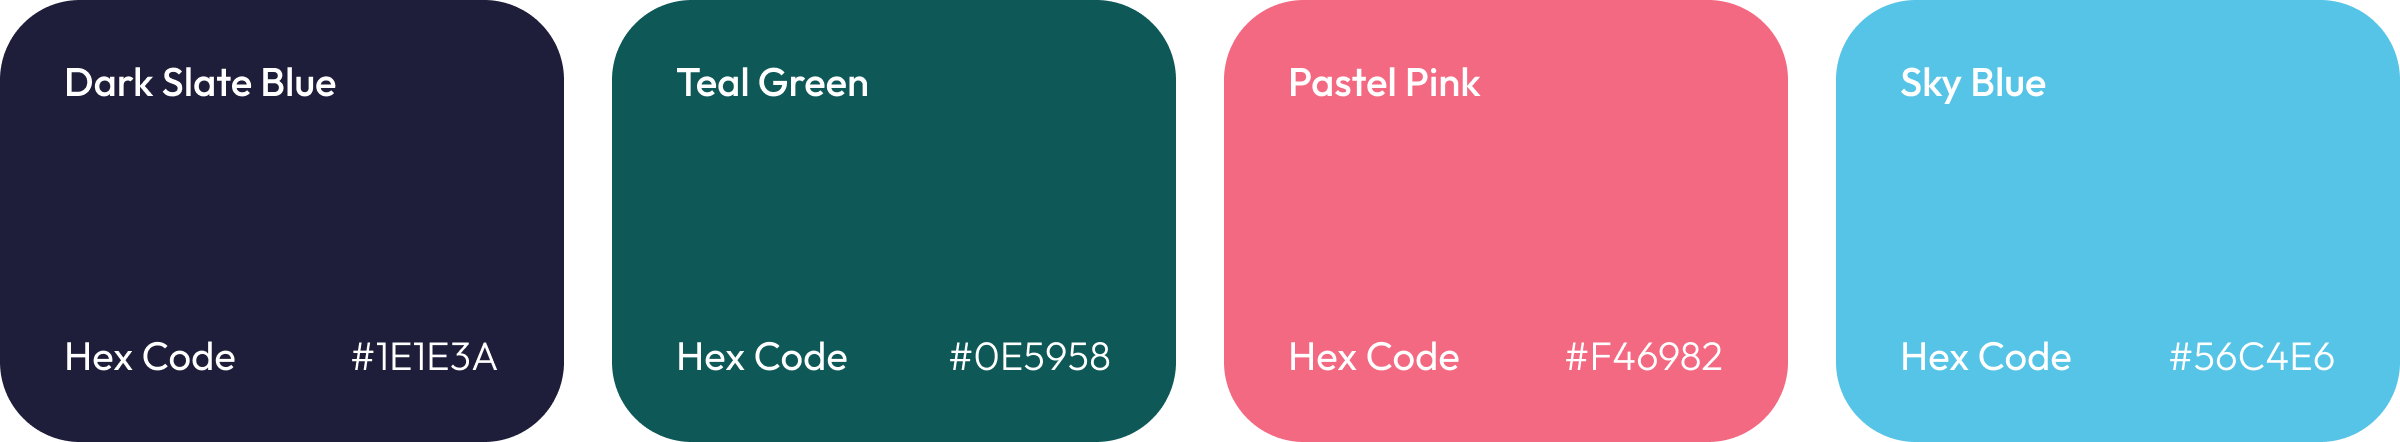 Dark Slate Blue
Hex Code #1E1E3A
Teal Green
Hex Code #0E5958
Pastel Pink
Hex Code #F46982
Sky Blue
Hex Code #56C4E6